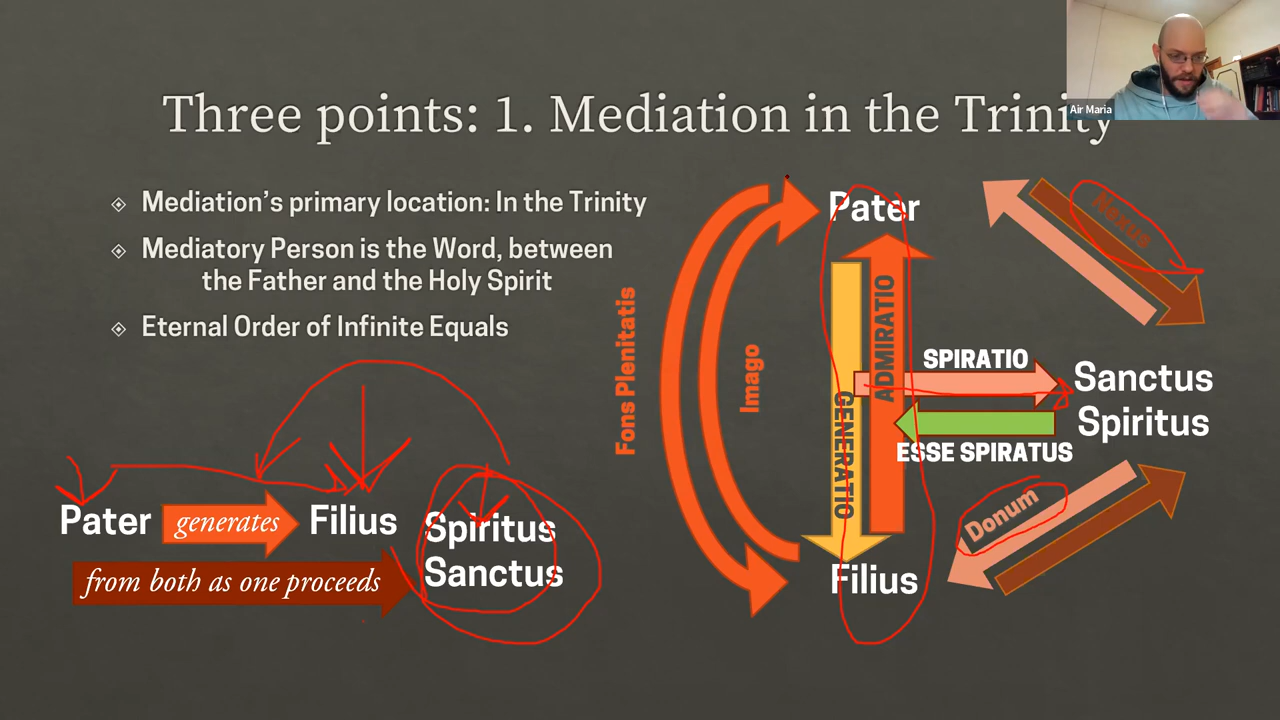 Three points: 1. Mediation in the Trinity
Air Maria
Mediation's primary location: In the Trinity
Mediatory Person is the Word, between
the Father and the Holy Spirit
Eternal Order of Infinite Equals
Pater
generates
Filius
Spiritus
Sanctus
from both as one proceeds
Pater
Nexus
Fons Plenitatis
Imago
GENERATIO
ADMIRATIO
SPIRATIO
Sanctus
Spiritus
ESSE SPIRATUS
Donum
Filius